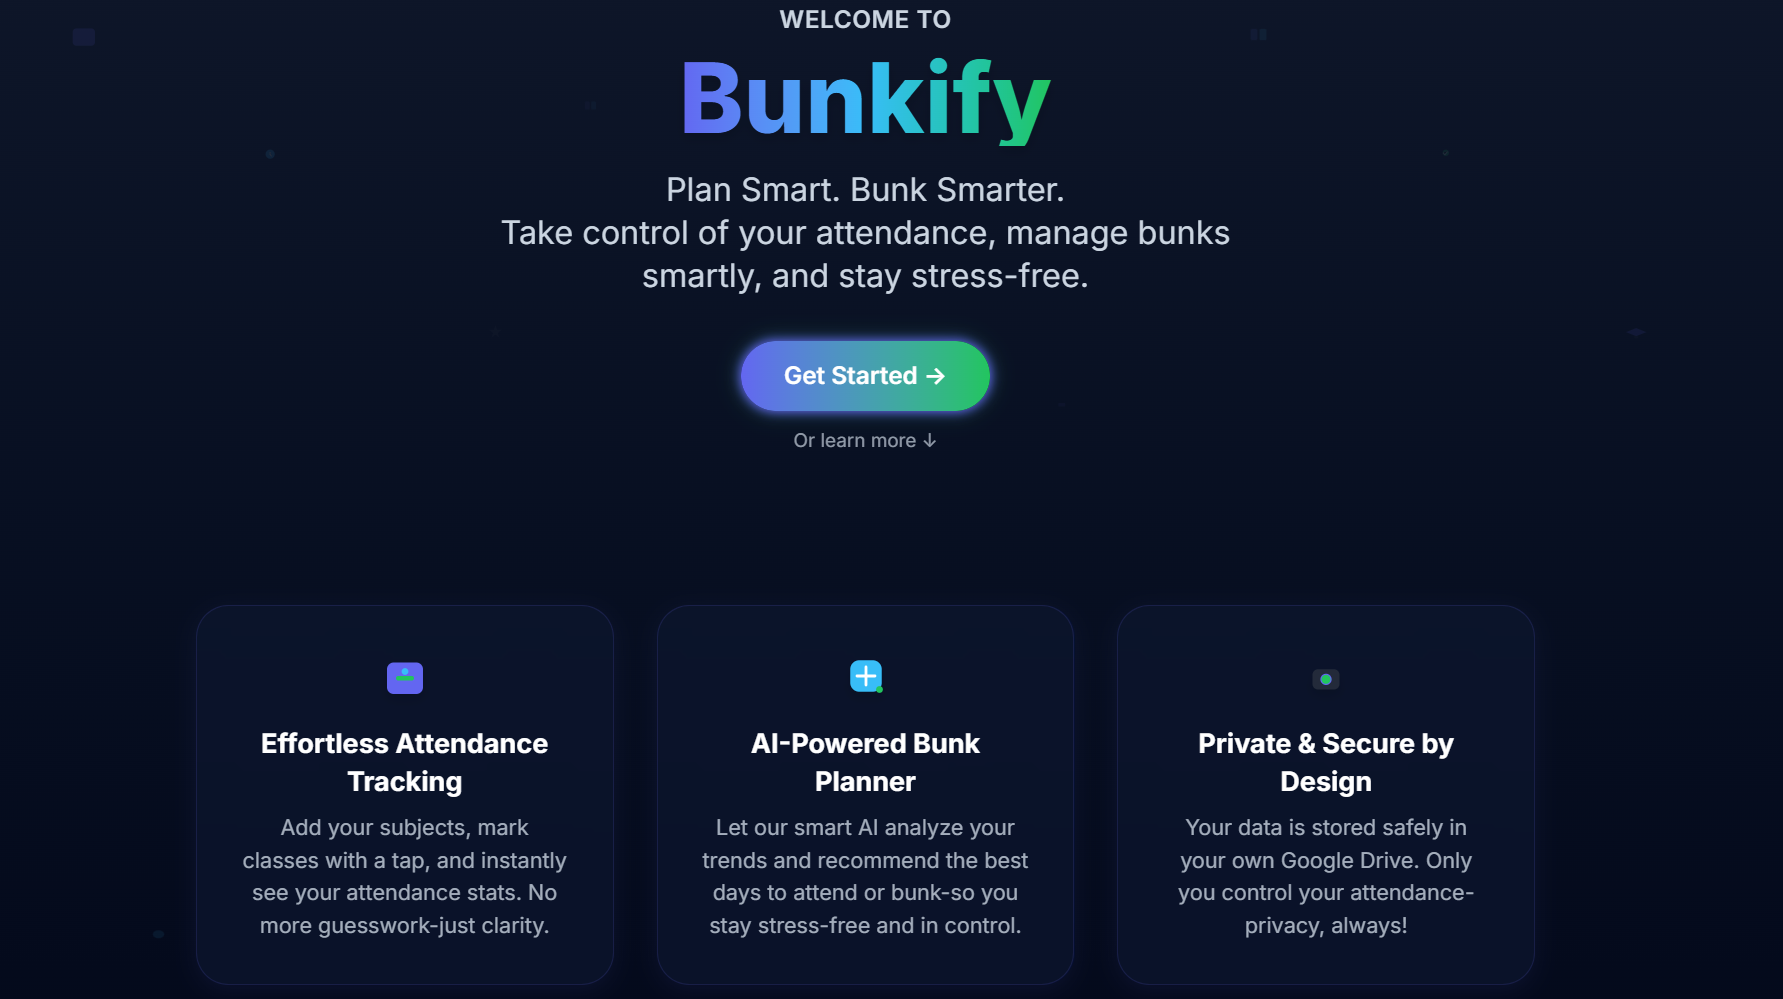 WELCOME TO
Bunkify
Plan Smart. Bunk Smarter.
Take control of your attendance, manage bunks
smartly, and stay stress-free.
Get Started →
Or learn more ↓
Effortless Attendance
Tracking
Add your subjects, mark
classes with a tap, and instantly
see your attendance stats. No
more guesswork-just clarity.
AI-Powered Bunk
Planner
Let our smart AI analyze your
trends and recommend the best
days to attend or bunk-so you
stay stress-free and in control.
Private & Secure by
Design
Your data is stored safely in
your own Google Drive. Only
you control your attendance-
privacy, always!